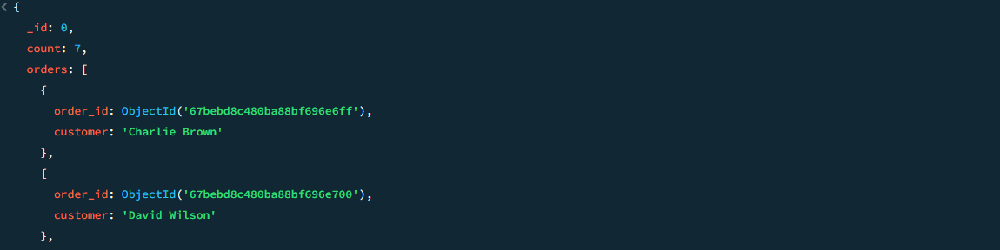 {
_id: 0,
count: 7,
orders: [
{
order_id: ObjectId('67bebd8c480ba88bf696e6ff'),
customer: 'Charlie Brown'
},
{
order_id: ObjectId('67bebd8c480ba88bf696e700'),
customer: 'David Wilson'
},